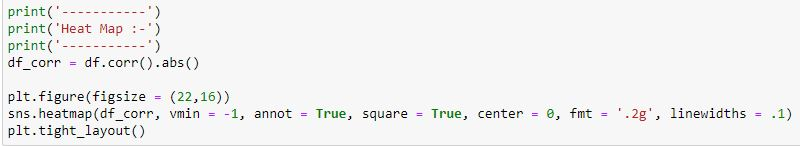 print('-----------')
print('Heat Map :-')
print('-----------')
df_corr = df.corr().abs()
plt.figure(figsize = (22,16))
sns.heatmap(df_corr, vmin = -1, annot = True, square = True, center = 0, fmt = '.2g', linewidths = .1)
plt.tight_layout()